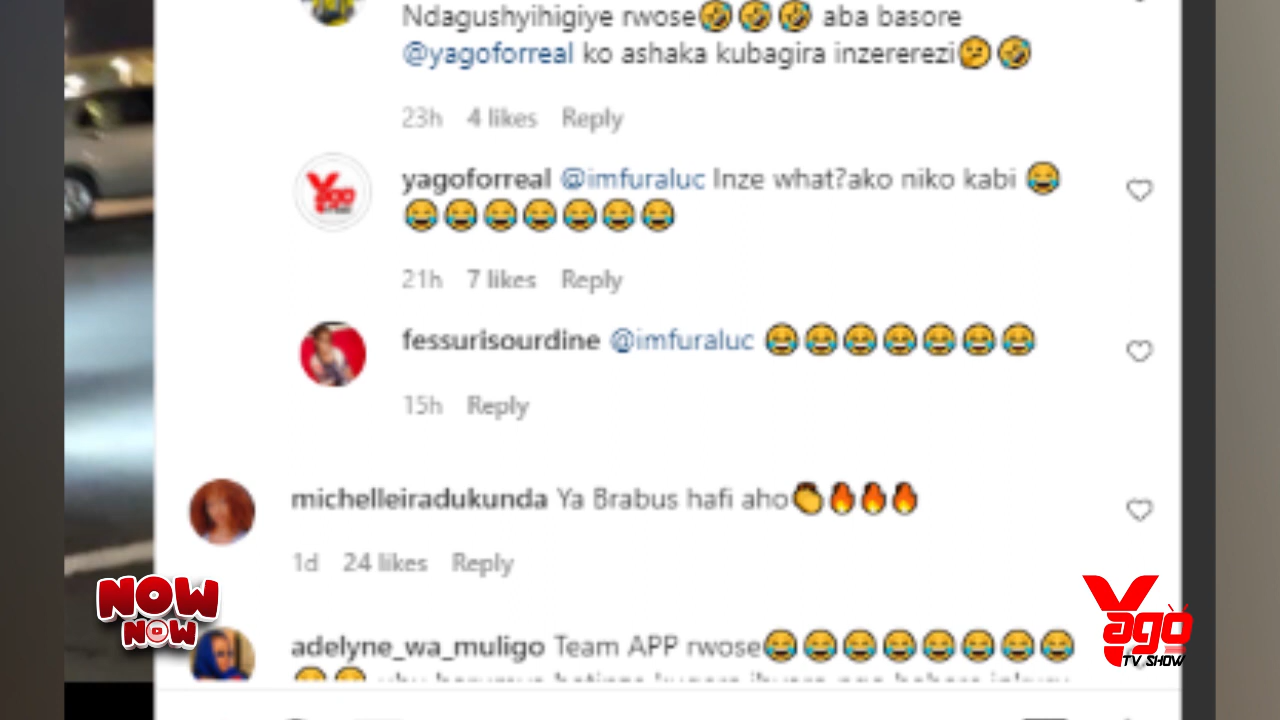 Ndagushyihigiye rwose🤣🤣🤣 aba basore
@yagoforreal ko ashaka kubagira inzererezi🤔🤣
23h 4 likes Reply
yagoforreal @imfuraluc Inze what?ako niko kabi 😂
😂😂😂😂😂😂😂
21h 7 likes Reply
fessurisourdine @imfuraluc 😂😂😂😂😂😂😂
15h Reply
michelleiradukunda Ya Brabus hafi aho👏🔥🔥🔥
1d 24 likes Reply
adelyne_wa_muligo Team APP rwose😂😂😂😂😂😂😂😂
NOW
NOW
Yago
TV SHOW